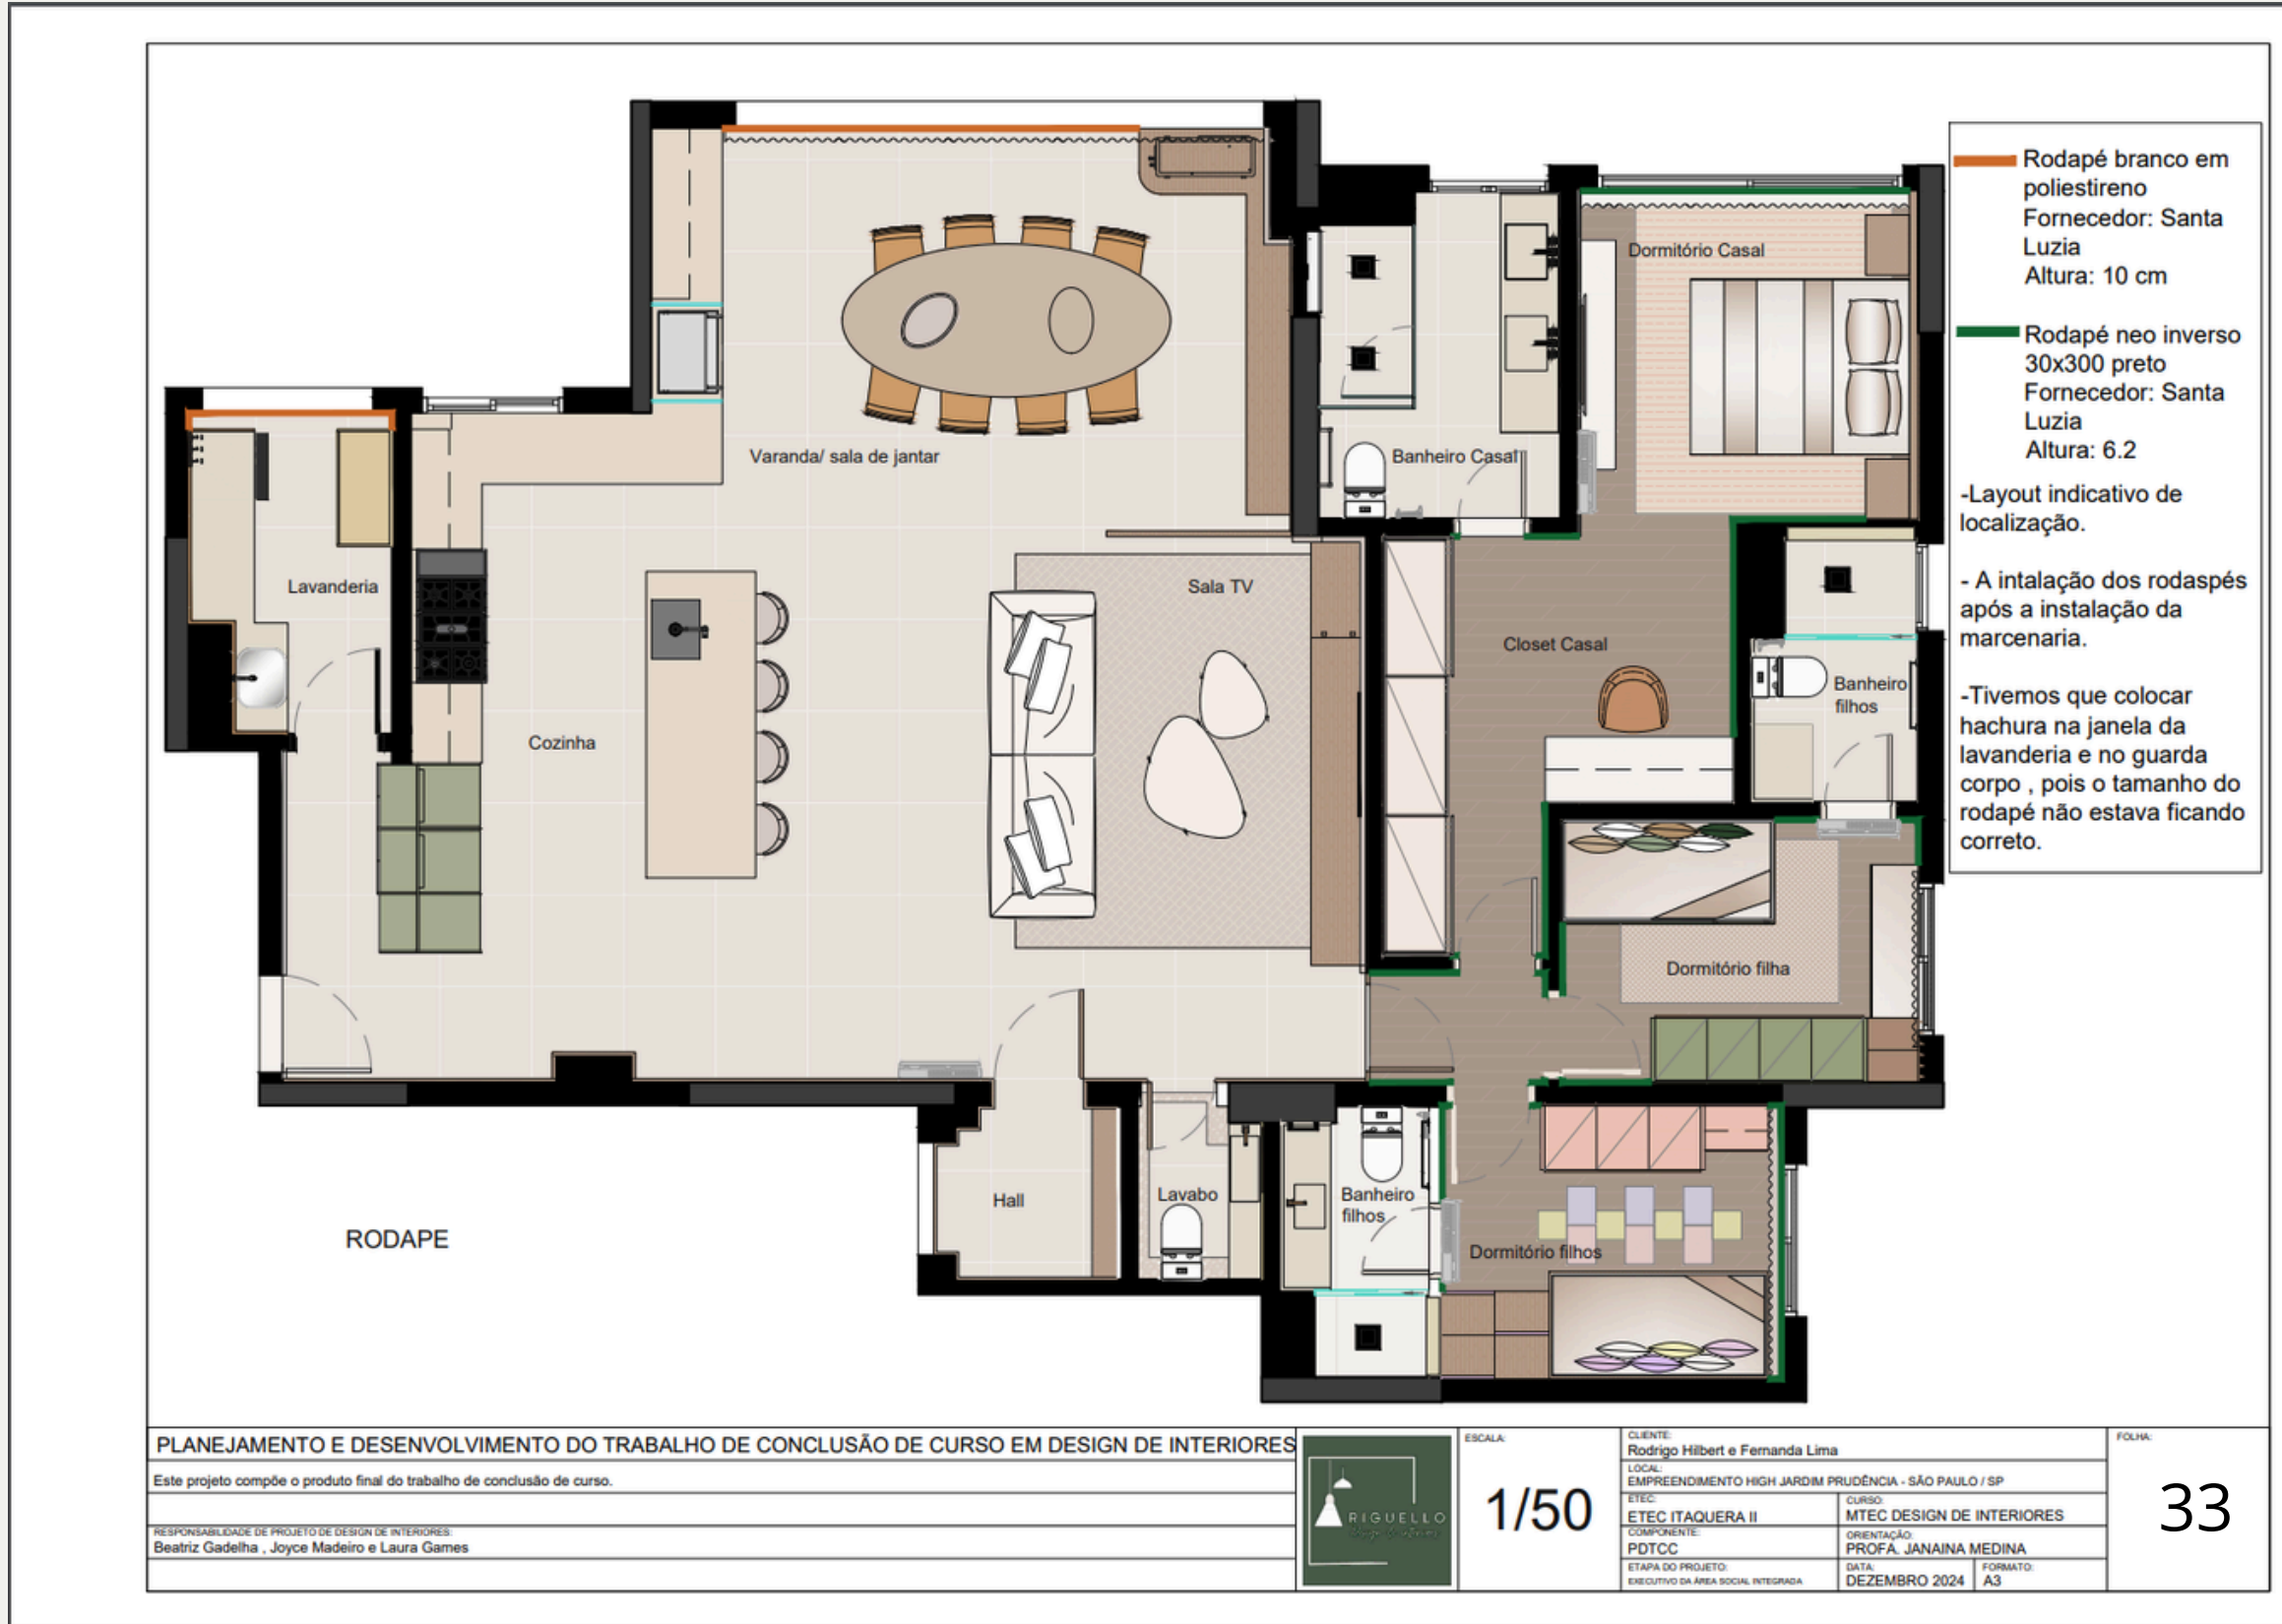 Rodapé branco em
poliestireno
Fornecedor: Santa
Luzia
Altura: 10 cm
Rodapé neo inverso
30x300 preto
Fornecedor: Santa
Luzia
Altura: 6.2
-Layout indicativo de
localização.
- A intalação dos rodaspés
após a instalação da
marcenaria.
-Tivemos que colocar
hachura na janela da
lavanderia e no guarda
corpo , pois o tamanho do
rodapé não estava ficando
correto.
Dormitório Casal
Varanda/ sala de jantar
Banheiro Casal
Lavanderia
Sala TV
Closet Casal
Banheiro
filhos
Cozinha
Dormitório filha
Hall
Lavabo
Banheiro
filhos
Dormitório filhos
RODAPE
PLANEJAMENTO E DESENVOLVIMENTO DO TRABALHO DE CONCLUSÃO DE CURSO EM DESIGN DE INTERIORES
Este projeto compõe o produto final do trabalho de conclusão de curso.
RESPONSABILIDADE DE PROJETO DE DESIGN DE INTERIORES:
Beatriz Gadelha , Joyce Madeiro e Laura Games
RIGUELLO
ESCALA:
1/50
CLIENTE:
Rodrigo Hilbert e Fernanda Lima
LOCAL:
EMPREENDIMENTO HIGH JARDIM PRUDÊNCIA - SÃO PAULO / SP
ETEC:
ETEC ITAQUERA II
CURSO:
MTEC DESIGN DE INTERIORES
COMPONENTE:
PDTCC
ORIENTAÇÃO:
PROFA. JANAINA MEDINA
ETAPA DO PROJETO:
EXECUTIVO DA ÁREA SOCIAL INTEGRADA
DATA:
DEZEMBRO 2024
FORMATO:
A3
FOLHA:
33